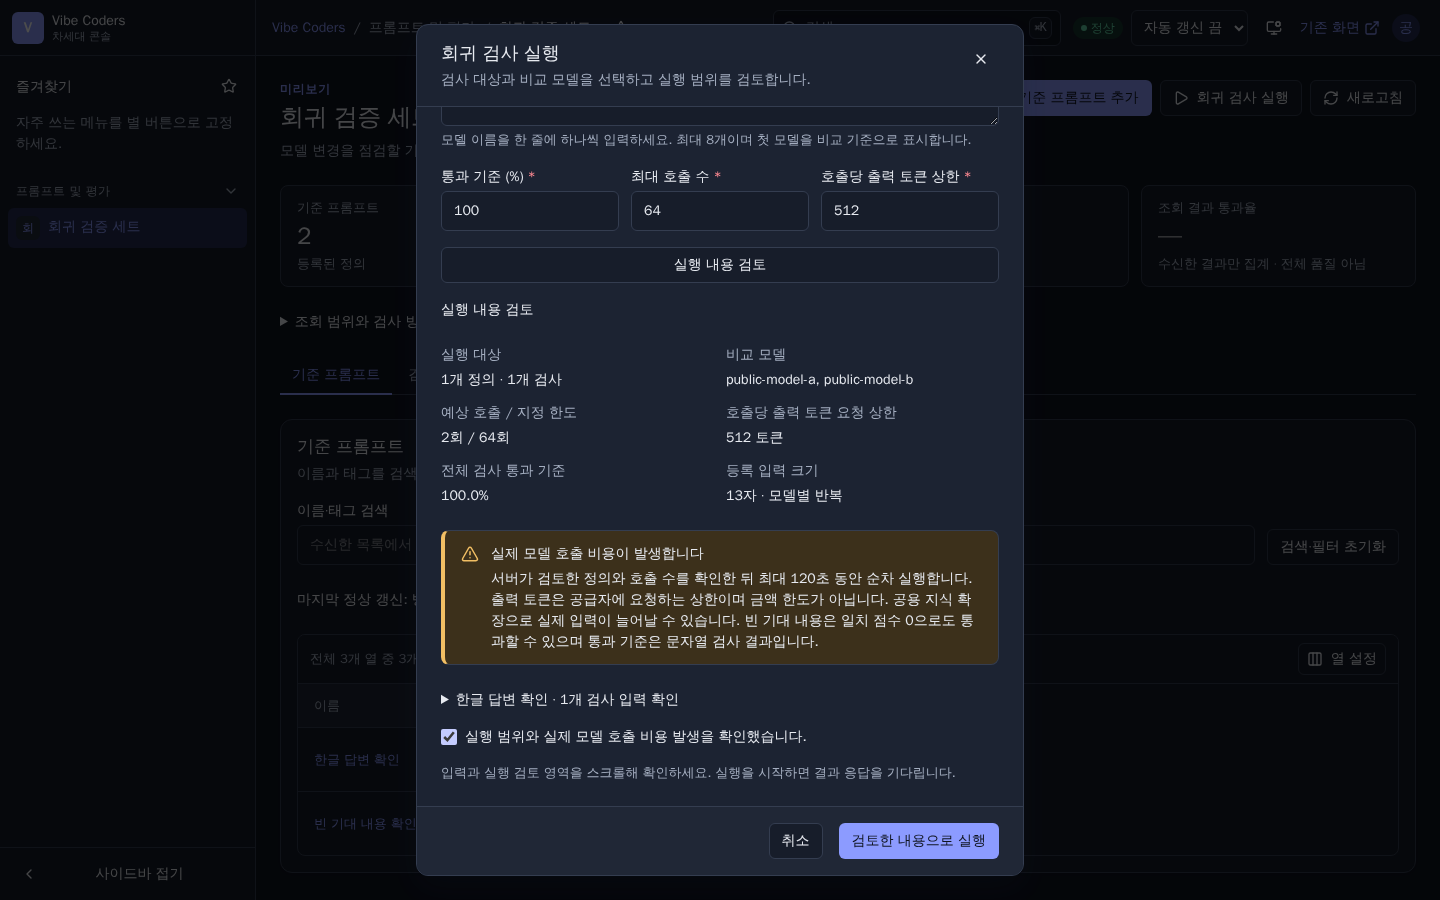 V
Vibe Coders
차세대 콘솔
Vibe Coders /
⌘K
정상
자동 갱신 끔
기존 화면
공
즐겨찾기
자주 쓰는 메뉴를 별 버튼으로 고정
하세요.
프롬프트 및 평가
회 회귀 검증 세트
사이드바 접기
미리보기
회귀 검증
모델 변경을 점검할
기준 프롬프트
2
등록된 정의
조회 범위와 검사
기준 프롬프트
기준 프롬프트
이름과 태그를 검색
이름·태그 검색
수신한 목록에서
마지막 정상 갱신:
전체 3개 열 중 3개
이름
한글 답변 확인
빈 기대 내용 확인
프롬프트 추가
회귀 검사 실행
새로고침
조회 결과 통과율
—
수신한 결과만 집계 · 전체 품질 아님
검색·필터 초기화
열 설정
회귀 검사 실행
검사 대상과 비교 모델을 선택하고 실행 범위를 검토합니다.
모델 이름을 한 줄에 하나씩 입력하세요. 최대 8개이며 첫 모델을 비교 기준으로 표시합니다.
통과 기준 (%) *
최대 호출 수 *
호출당 출력 토큰 상한 *
100
64
512
실행 내용 검토
실행 내용 검토
실행 대상
비교 모델
1개 정의 · 1개 검사
public-model-a, public-model-b
예상 호출 / 지정 한도
호출당 출력 토큰 요청 상한
2회 / 64회
512 토큰
전체 검사 통과 기준
등록 입력 크기
100.0%
13자 · 모델별 반복
실제 모델 호출 비용이 발생합니다
서버가 검토한 정의와 호출 수를 확인한 뒤 최대 120초 동안 순차 실행합니다.
출력 토큰은 공급자에 요청하는 상한이며 금액 한도가 아닙니다. 공용 지식 확
장으로 실제 입력이 늘어날 수 있습니다. 빈 기대 내용은 일치 점수 0으로도 통
과할 수 있으며 통과 기준은 문자열 검사 결과입니다.
한글 답변 확인 · 1개 검사 입력 확인
실행 범위와 실제 모델 호출 비용 발생을 확인했습니다.
입력과 실행 검토 영역을 스크롤해 확인하세요. 실행을 시작하면 결과 응답을 기다립니다.
취소
검토한 내용으로 실행